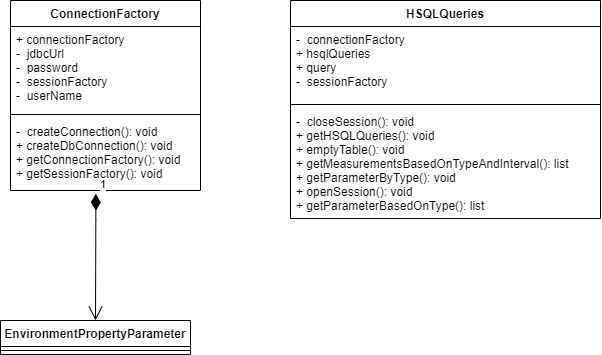 ConnectionFactory
+ connectionFactory
- jdbcUrl
- password
- sessionFactory
- userName
- createConnection(): void
+ createDbConnection(): void
+ getConnectionFactory(): void
+ getSessionFactory(): void
1
HSQLQueries
- connectionFactory
+ hsqlQueries
+ query
- sessionFactory
- closeSession(): void
+ getHSQLQueries(): void
+ emptyTable(): void
+ getMeasurementsBasedOnTypeAndInterval(): list
+ getParameterByType(): void
+ openSession(): void
+ getParameterBasedOnType(): list
EnvironmentPropertyParameter